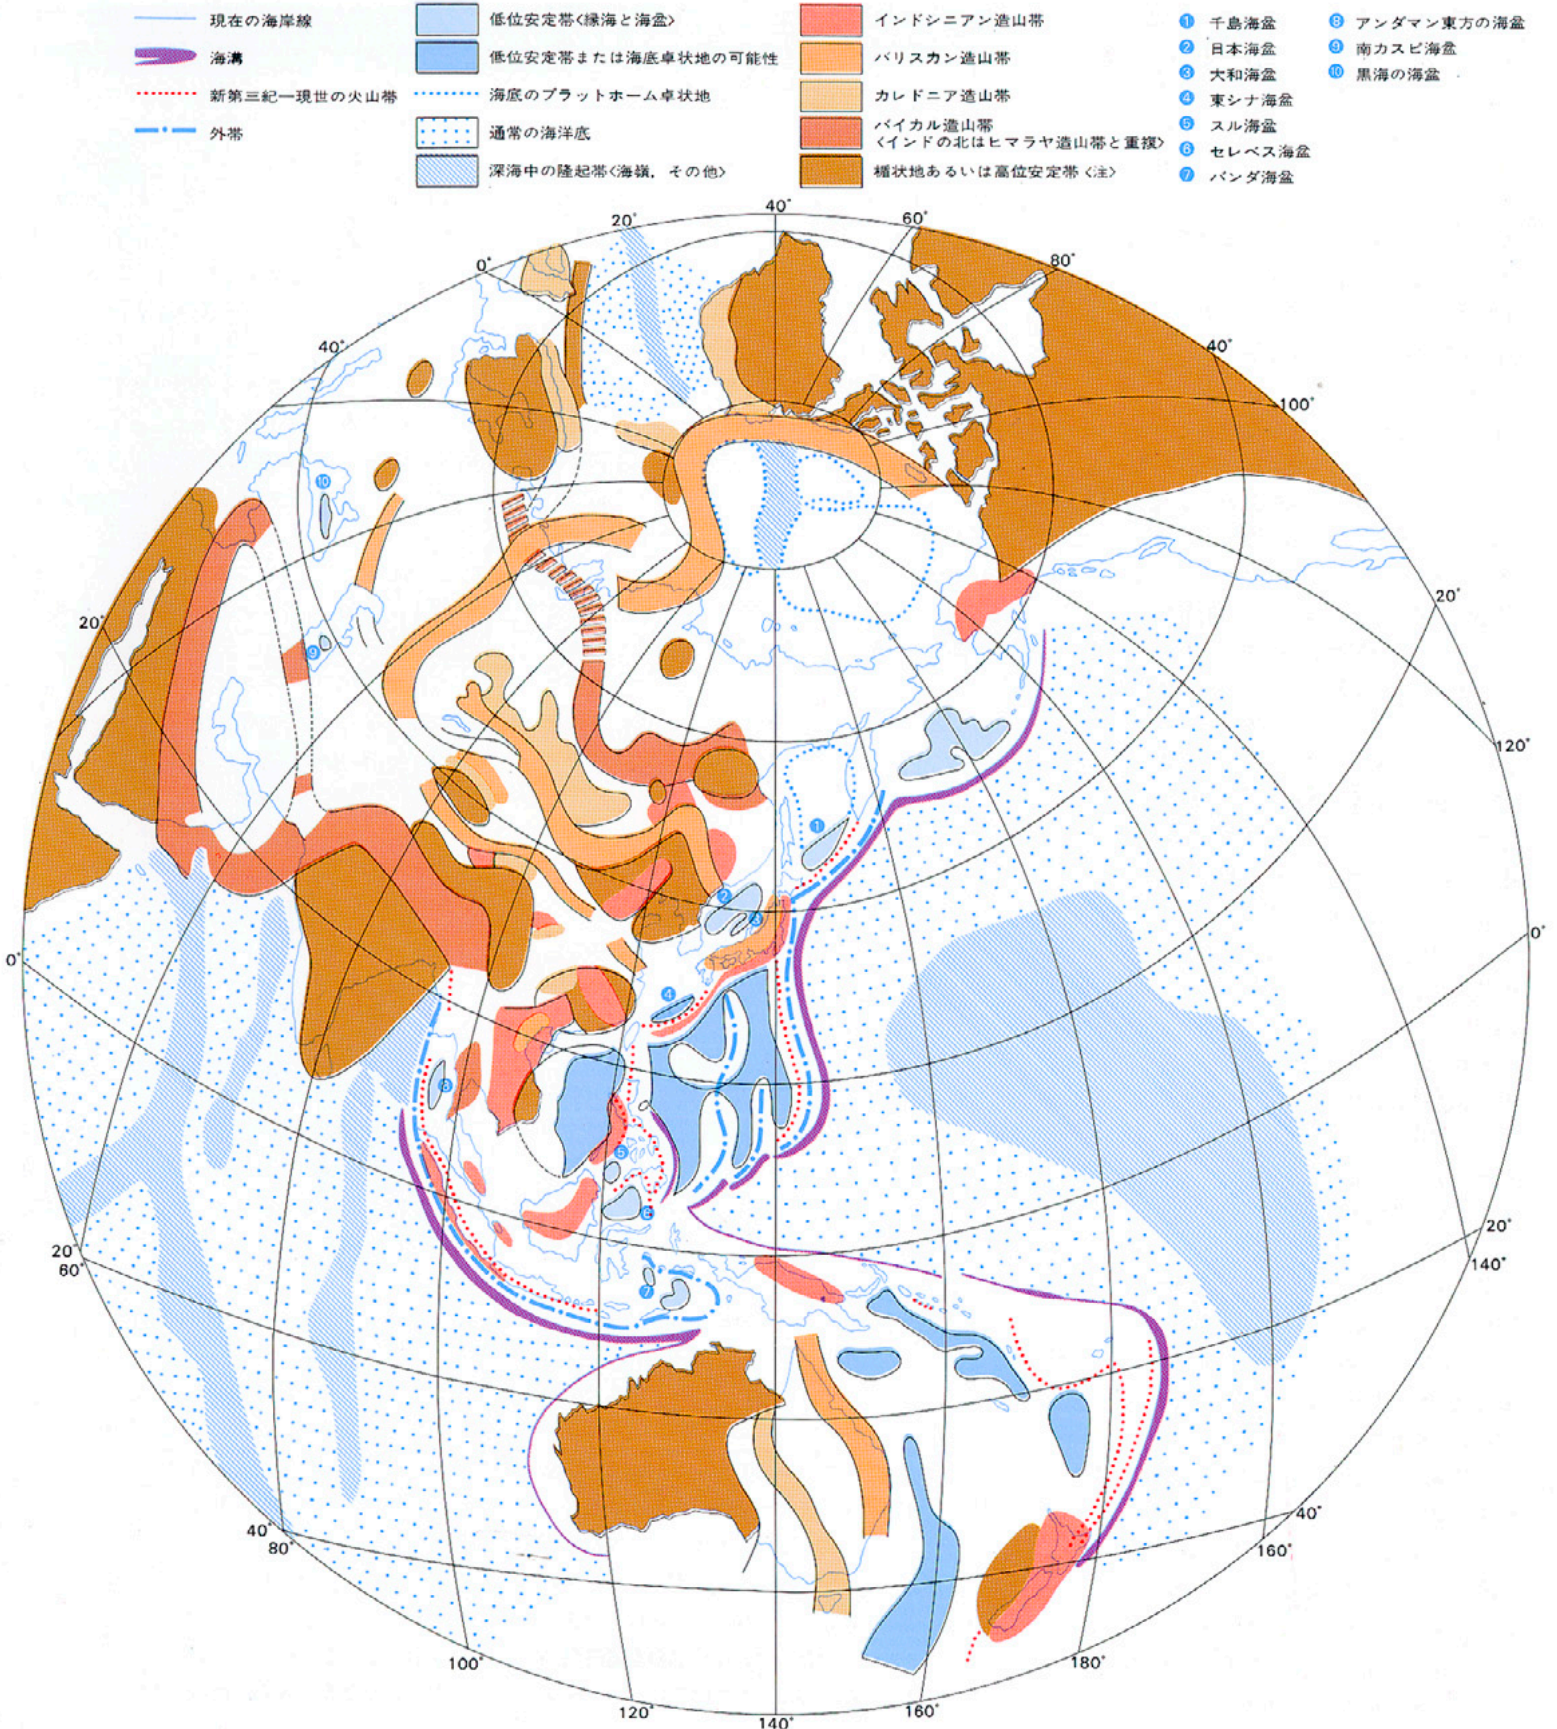 現在の海岸線
海溝
新第三紀―現世の火山帯
外帯
低位安定帯<縁海と海盆>
低位安定帯または海底卓状地の可能性
海底のプラットホーム卓状地
通常の海洋底
深海中の隆起帯<海嶺,その他>
インドシニアン造山帯
バリスカン造山帯
カレドニア造山帯
バイカル造山帯
<インドの北はヒマラヤ造山帯と重複>
楯状地あるいは高位安定帯<注>
1 千島海盆
2 日本海盆
3 大和海盆
4 東シナ海盆
5 スル海盆
6 セレベス海盆
7 バンダ海盆
8 アンダマン東方の海盆
9 南カスピ海盆
10 黒海の海盆
40°
20°
60°
0°
80°
40°
40°
100°
10
20°
20°
9
120°
1
2
0°
0°
4
5
6
20°
140°
20°
60°
7
40°
40°
80°
160°
100°
180°
120°
140°
160°